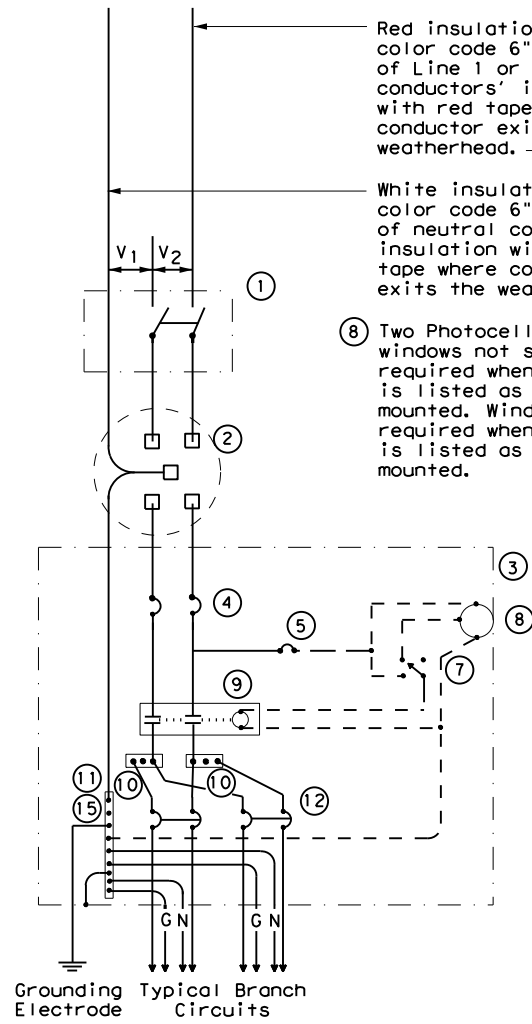 Red insulatio
color code 6"
of Line 1 or
conductors' i
with red tape
conductor exi
weatherhead.
White insulat
color code 6"
of neutral co
insulation wi
tape where co
exits the wea
V1 V2
1
8 Two Photocell
windows not s
required when
is listed as
mounted. Wind
required when
is listed as
mounted.
2
3
4
5
8
7
9
11
10
10
15
12
G N
G N
Grounding
Electrode
Typical Branch
Circuits